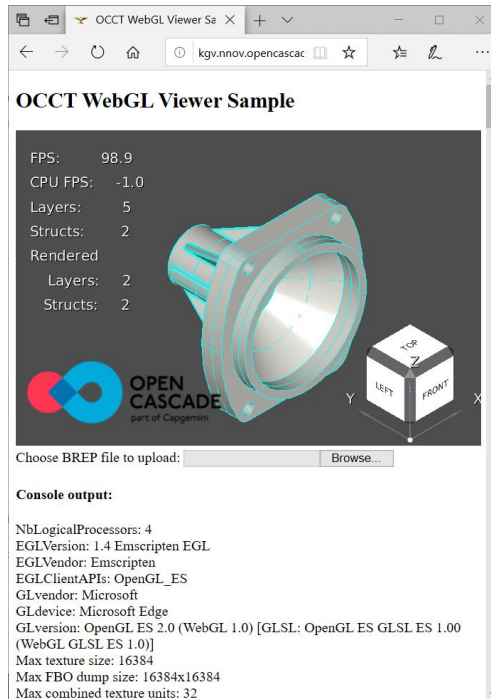 OCCT WebGL Viewer Sa
kgv.nnov.opencascac
OCCT WebGL Viewer Sample
FPS: 98.9
CPU FPS: -1.0
Layers: 5
Structs: 2
Rendered
Layers: 2
Structs: 2
TOP
Z
LEFT
FRONT
Y
X
OPEN
CASCADE
part of Capgemini
Choose BREP file to upload:
Browse...
Console output:
NbLogicalProcessors: 4
EGLVersion: 1.4 Emscripten EGL
EGLVendor: Emscripten
EGLClientAPIs: OpenGL_ES
GLvendor: Microsoft
GLdevice: Microsoft Edge
GLversion: OpenGL ES 2.0 (WebGL 1.0) [GLSL: OpenGL ES GLSL ES 1.00
(WebGL GLSL ES 1.0)]
Max texture size: 16384
Max FBO dump size: 16384x16384
Max combined texture units: 32